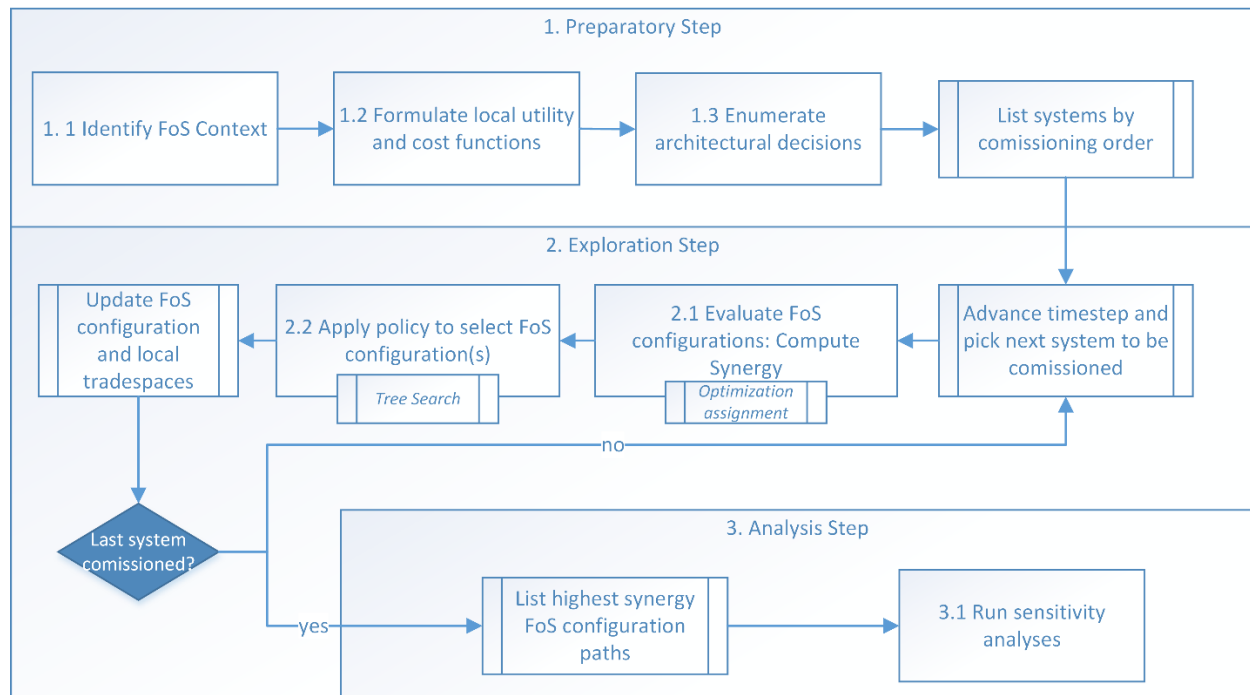 1. Preparatory Step
1. 1 Identify FoS Context
1.2 Formulate local utility
and cost functions
1.3 Enumerate
architectural decisions
List systems by
comissioning order
2. Exploration Step
Advance timestep and
pick next system to be
comissioned
2.1 Evaluate FoS
configurations: Compute
Synergy
Optimization
assignment
2.2 Apply policy to select FoS
configuration(s)
Tree Search
Update FoS
configuration
and local
tradespaces
Last system
comissioned?
no
yes
3. Analysis Step
List highest synergy
FoS configuration
paths
3.1 Run sensitivity
analyses